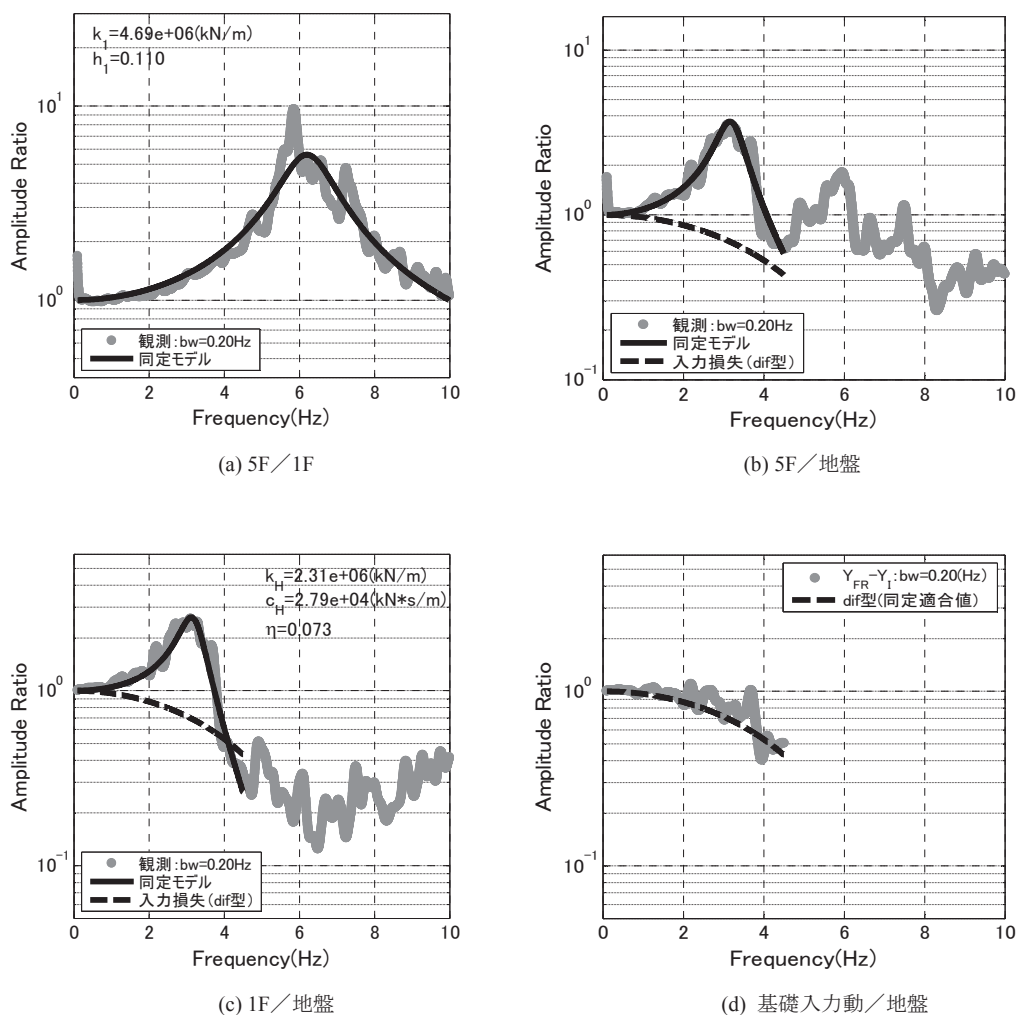 k1=4.69e+06(kN/m)
h1=0.110
Amplitude Ratio
10^1
10^0
観測:bw=0.20Hz
同定モデル
0 2 4 6 8 10
Frequency(Hz)
(a) 5F/1F
Amplitude Ratio
10^1
10^0
10^-1
観測:bw=0.20Hz
同定モデル
入力損失(dif型)
0 2 4 6 8 10
Frequency(Hz)
(b) 5F/地盤
kH=2.31e+06(kN/m)
cH=2.79e+04(kN*s/m)
η=0.073
Amplitude Ratio
10^0
10^-1
観測:bw=0.20Hz
同定モデル
入力損失(dif型)
0 2 4 6 8 10
Frequency(Hz)
(c) 1F/地盤
YFR-YI:bw=0.20(Hz)
dif型(同定適合値)
Amplitude Ratio
10^0
10^-1
0 2 4 6 8 10
Frequency(Hz)
(d) 基礎入力動/地盤